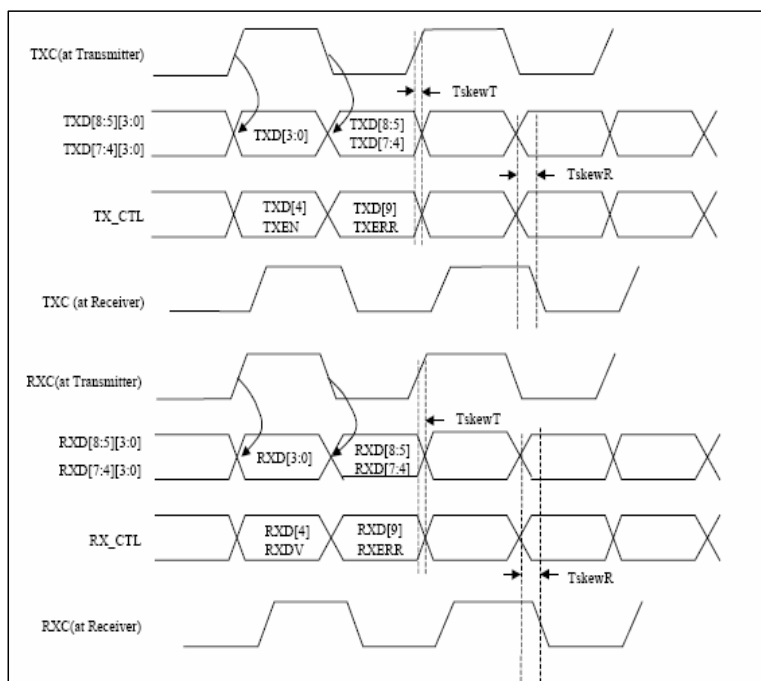 TXC(at Transmitter)
TskewT
TXD[8:5][3:0]
TXD[7:4][3:0]
TXD[3:0]
TXD[8:5]
TXD[7:4]
TskewR
TX_CTL
TXD[4]
TXEN
TXD[9]
TXERR
TXC (at Receiver)
RXC(at Transmitter)
TskewT
RXD[8:5][3:0]
RXD[7:4][3:0]
RXD[3:0]
RXD[8:5]
RXD[7:4]
RX_CTL
RXD[4]
RXDV
RXD[9]
RXERR
TskewR
RXC(at Receiver)